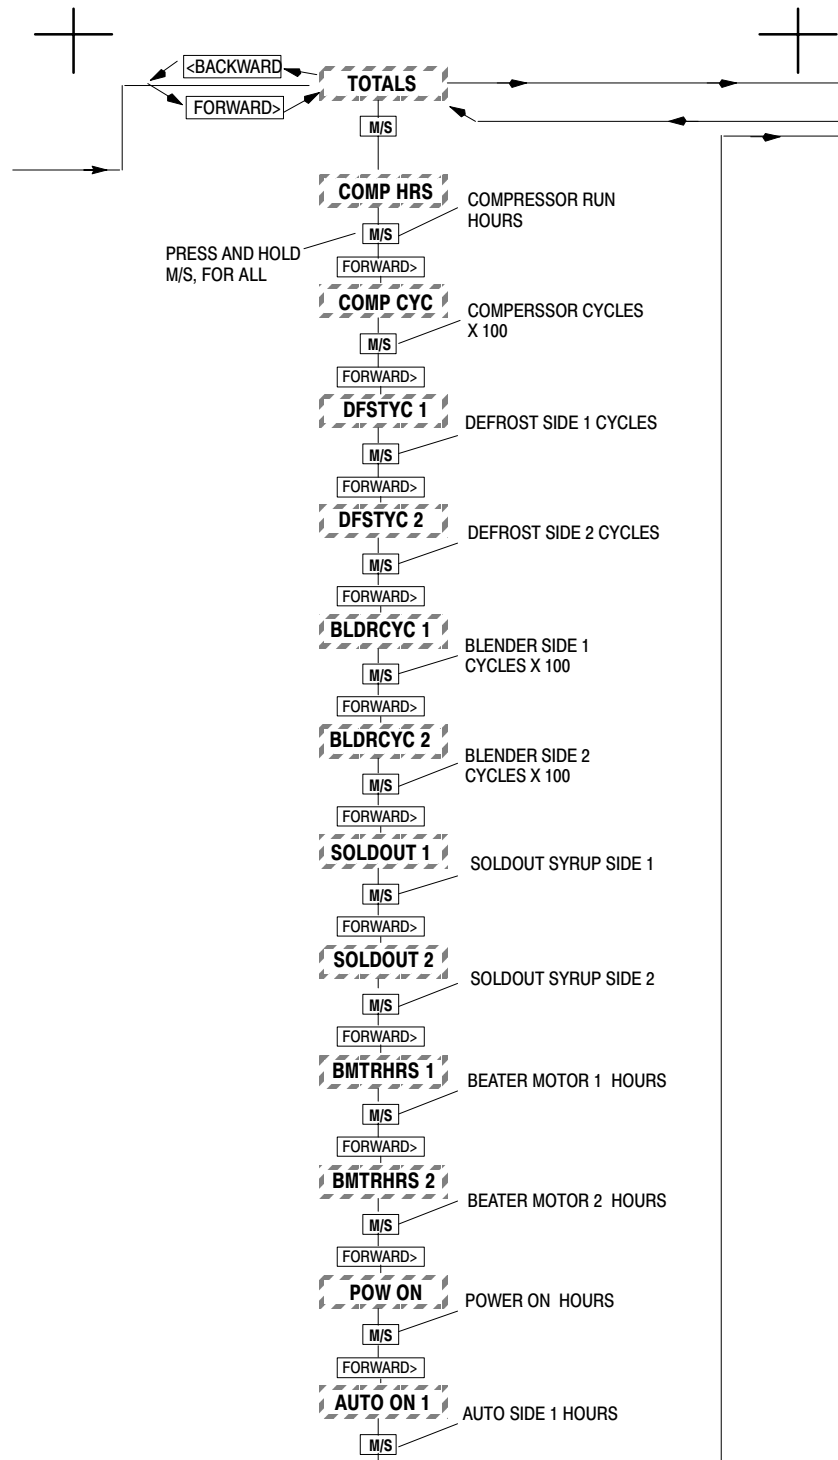 <BACKWARD
TOTALS
FORWARD>
M/S
COMP HRS
COMPRESSOR RUN
HOURS
M/S
PRESS AND HOLD
M/S, FOR ALL
FORWARD>
COMP CYC
COMPERSSOR CYCLES
X 100
M/S
FORWARD>
DFSTYC 1
DEFROST SIDE 1 CYCLES
M/S
FORWARD>
DFSTYC 2
DEFROST SIDE 2 CYCLES
M/S
FORWARD>
BLDRCYC 1
BLENDER SIDE 1
CYCLES X 100
M/S
FORWARD>
BLDRCYC 2
BLENDER SIDE 2
CYCLES X 100
M/S
FORWARD>
SOLDOUT 1
SOLDOUT SYRUP SIDE 1
M/S
FORWARD>
SOLDOUT 2
SOLDOUT SYRUP SIDE 2
M/S
FORWARD>
BMTRHRS 1
BEATER MOTOR 1 HOURS
M/S
FORWARD>
BMTRHRS 2
BEATER MOTOR 2 HOURS
M/S
FORWARD>
POW ON
POWER ON HOURS
M/S
FORWARD>
AUTO ON 1
AUTO SIDE 1 HOURS
M/S